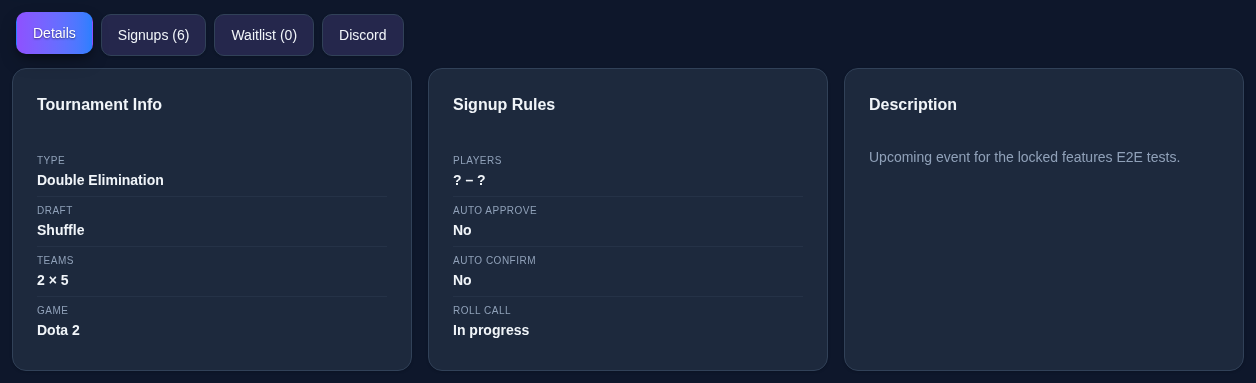 Details
Signups (6)
Waitlist (0)
Discord
Tournament Info
TYPE
Double Elimination
DRAFT
Shuffle
TEAMS
2 × 5
GAME
Dota 2
Signup Rules
PLAYERS
? – ?
AUTO APPROVE
No
AUTO CONFIRM
No
ROLL CALL
In progress
Description
Upcoming event for the locked features E2E tests.